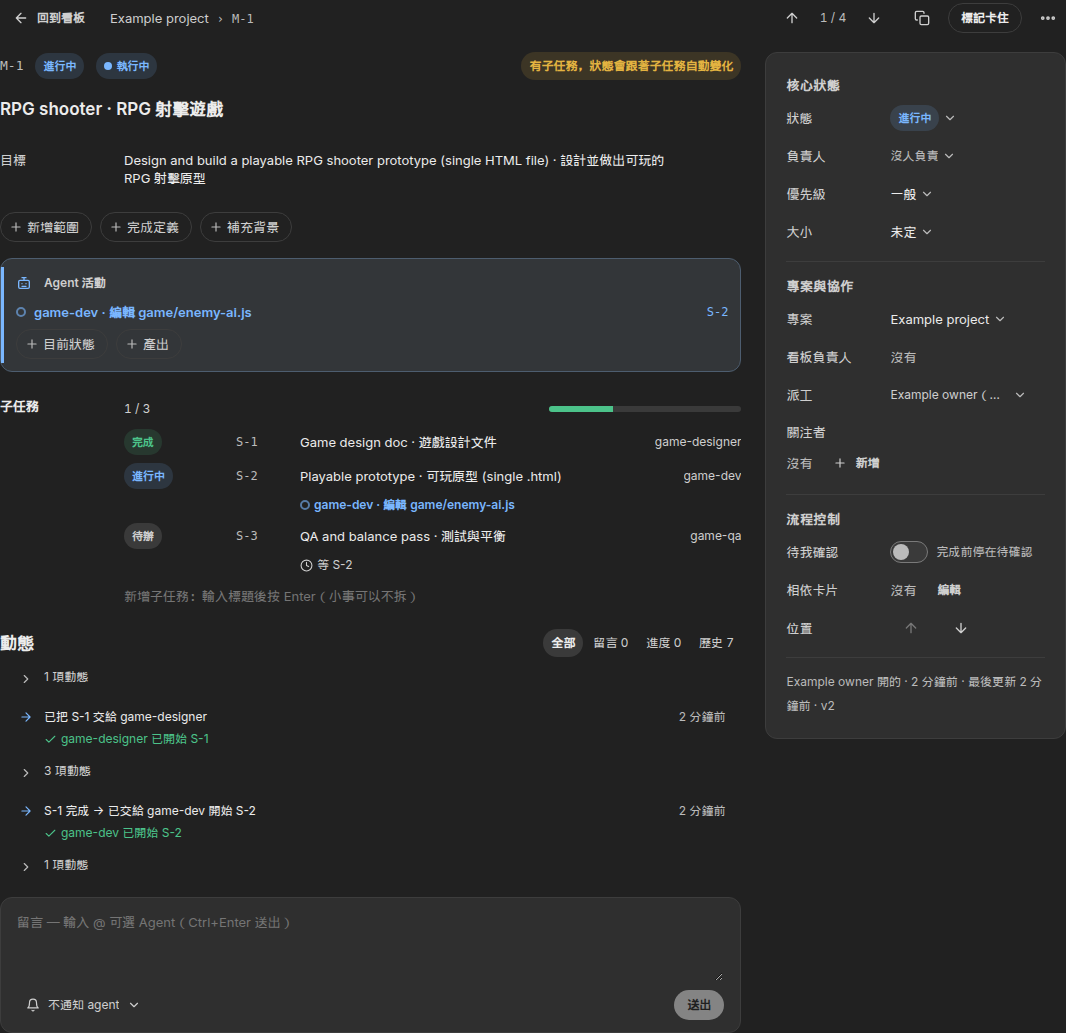 回到看板 Example project › M-1 1 / 4 標記卡住
M-1 進行中 執行中 有子任務，狀態會跟著子任務自動變化
RPG shooter · RPG 射擊遊戲
目標 Design and build a playable RPG shooter prototype (single HTML file) · 設計並做出可玩的
RPG 射擊原型
新增範圍 完成定義 補充背景
Agent 活動
game-dev · 編輯 game/enemy-ai.js S-2
目前狀態 產出
子任務 1 / 3
完成 S-1 Game design doc · 遊戲設計文件 game-designer
進行中 S-2 Playable prototype · 可玩原型 (single .html) game-dev
game-dev · 編輯 game/enemy-ai.js
待辦 S-3 QA and balance pass · 測試與平衡 game-qa
等 S-2
新增子任務：輸入標題後按 Enter（小事可以不拆）
動態 全部 留言 0 進度 0 歷史 7
1 項動態
已把 S-1 交給 game-designer 2 分鐘前
game-designer 已開始 S-1
3 項動態
S-1 完成 → 已交給 game-dev 開始 S-2 2 分鐘前
game-dev 已開始 S-2
1 項動態
留言 — 輸入 @ 可選 Agent（Ctrl+Enter 送出）
不通知 agent 送出
核心狀態
狀態 進行中
負責人 沒人負責
優先級 一般
大小 未定
專案與協作
專案 Example project
看板負責人 沒有
派工 Example owner（...
關注者
沒有 新增
流程控制
待我確認 完成前停在待確認
相依卡片 沒有 編輯
位置
Example owner 開的 · 2 分鐘前 · 最後更新 2 分
鐘前 · v2